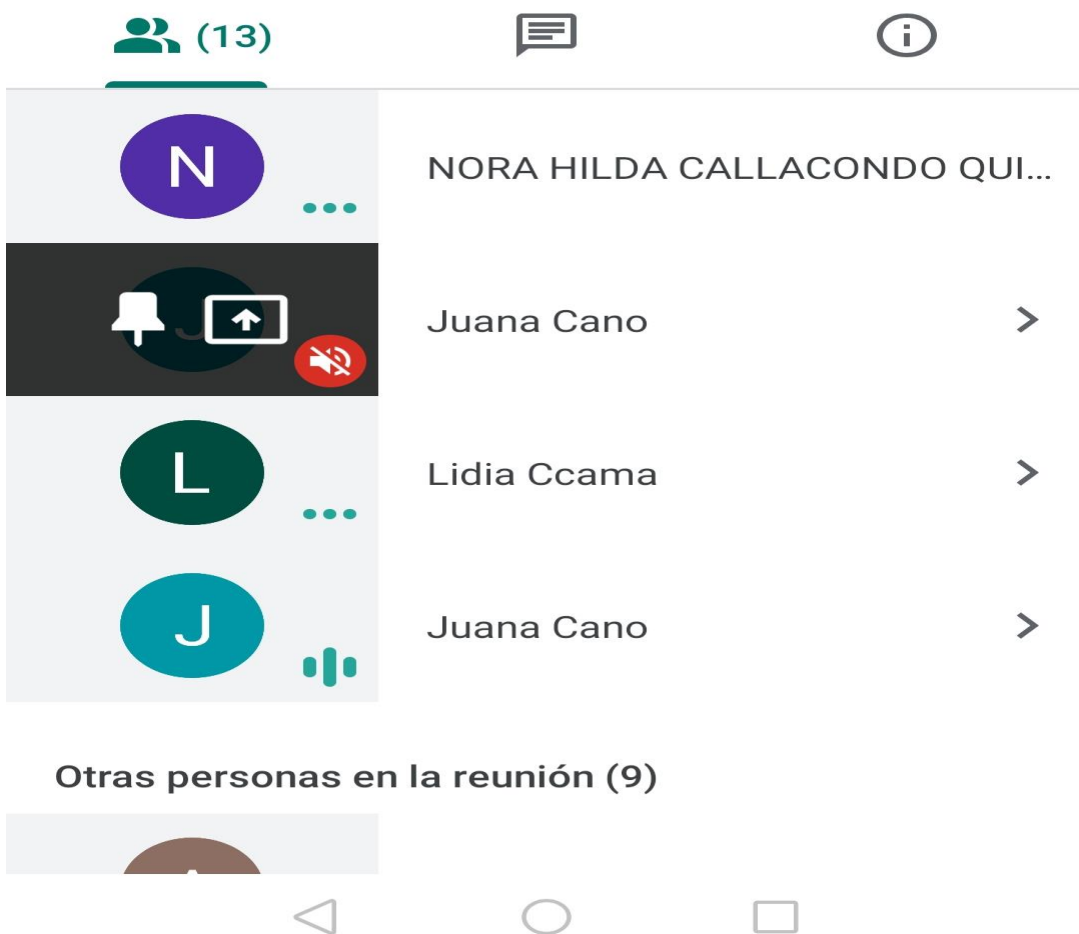 (13)
N
NORA HILDA CALLACONDO QUI...
J
Juana Cano
L
Lidia Ccama
J
Juana Cano
Otras personas en la reunión (9)